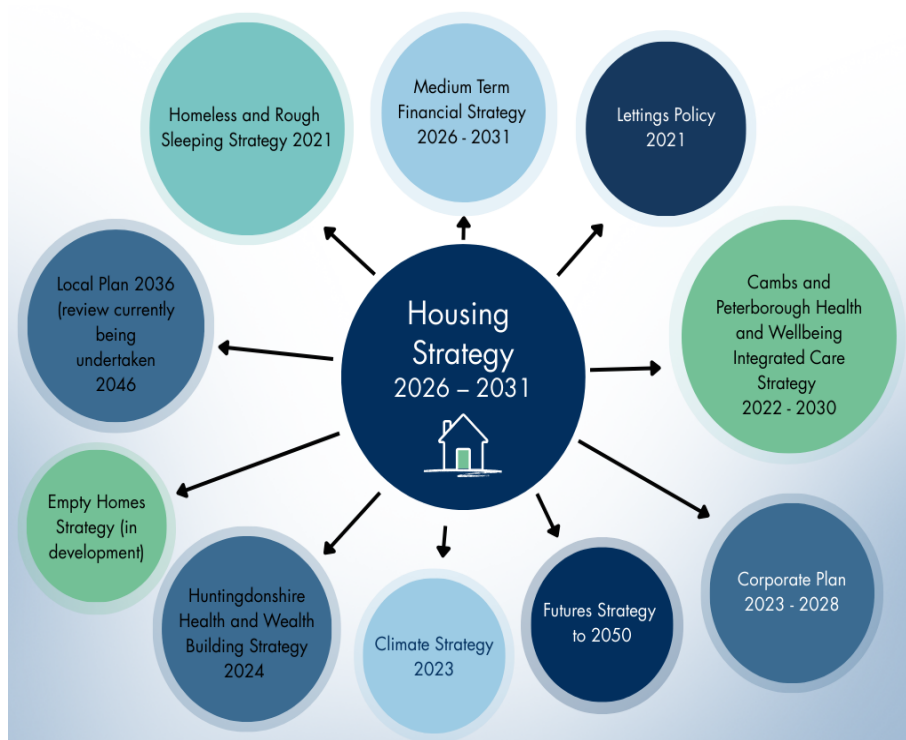 Homeless and Rough
Sleeping Strategy 2021
Medium Term
Financial Strategy
2026 - 2031
Lettings Policy
2021
Local Plan 2036
(review currently
being
undertaken
2046
Housing
Strategy
2026 – 2031
Cambs and
Peterborough Health
and Wellbeing
Integrated Care
Strategy
2022 - 2030
Empty Homes
Strategy (in
development)
Huntingdonshire
Health and Wealth
Building Strategy
2024
Climate Strategy
2023
Futures Strategy
to 2050
Corporate Plan
2023 - 2028